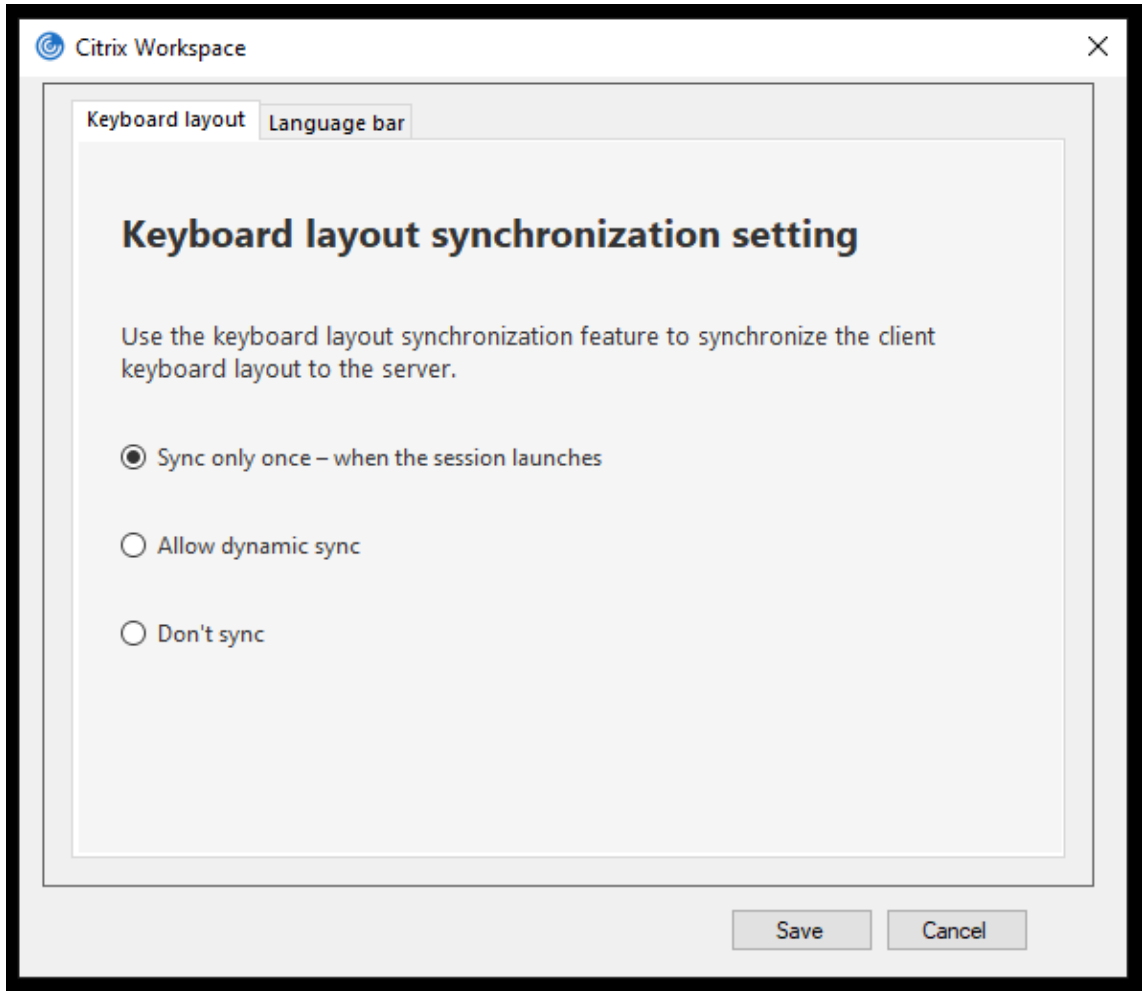 Citrix Workspace
Keyboard layout
Language bar
Keyboard layout synchronization setting
Use the keyboard layout synchronization feature to synchronize the client
keyboard layout to the server.
Sync only once – when the session launches
Allow dynamic sync
Don't sync
Save
Cancel